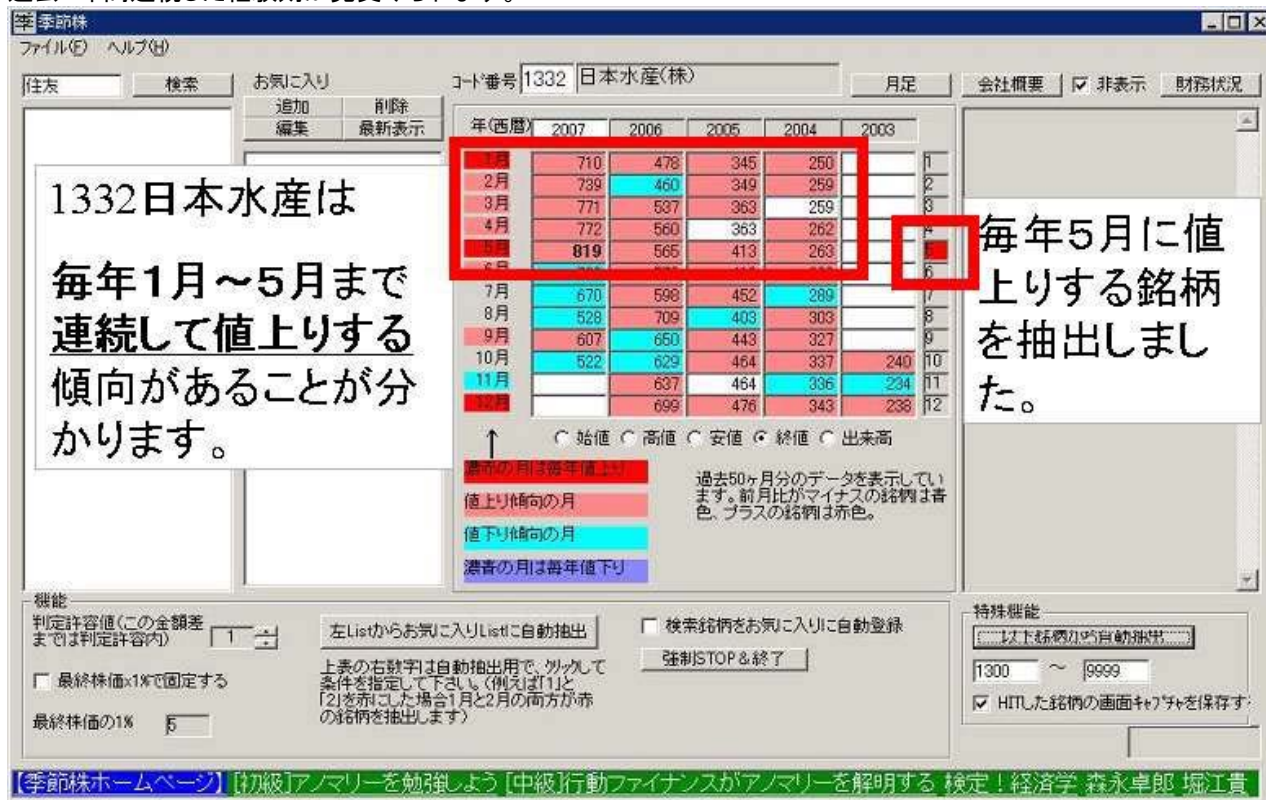 季節株
ファイル(F) ヘルプ(H)
住友 検索 お気に入り コード番号 1332 日本水産(株) 月足 会社概要 非表示 財務状況
追加 削除
編集 最新表示
年(西暦) 2007 2006 2005 2004 2003
1月 710 478 345 250 1
2月 739 460 349 259 2
3月 771 537 363 259 3
4月 772 560 363 262 4
5月 819 565 413 263 5
6月 6
7月 670 598 452 289 7
8月 528 709 403 303 8
9月 607 650 443 327 9
10月 522 629 464 337 240 10
11月 637 464 336 234 11
12月 699 476 343 238 12
1332日本水産は
毎年1月~5月まで
連続して値上りする
傾向があることが分
かります。
毎年5月に値
上りする銘柄
を抽出しまし
た。
↑ 始値 高値 安値 終値 出来高
濃赤の月は毎年値上り
値上り傾向の月
値下り傾向の月
濃青の月は毎年値下り
過去50ヶ月分のデータを表示してい
ます。前月比がマイナスの銘柄は青
色、プラスの銘柄は赤色。
機能
判定許容値(この金額差
までは判定許容内) 1
最終株価x1%で固定する
最終株価の1% 5
左Listからお気に入りListに自動抽出
上表の右数字は自動抽出用で、クリックして
条件を指定して下さい。(例えば「1」と
「2」を赤にした場合1月と2月の両方が赤
の銘柄を抽出します)
検索銘柄をお気に入りに自動登録
強制STOP&終了
特殊機能
以下銘柄から自動抽出
1300 ~ 9999
HITした銘柄の画面キャプチャを保存す
【季節株ホームページ】 [初級]アノマリーを勉強しよう [中級]行動ファイナンスがアノマリーを解明する 検定!経済学 森永卓郎 堀江貴